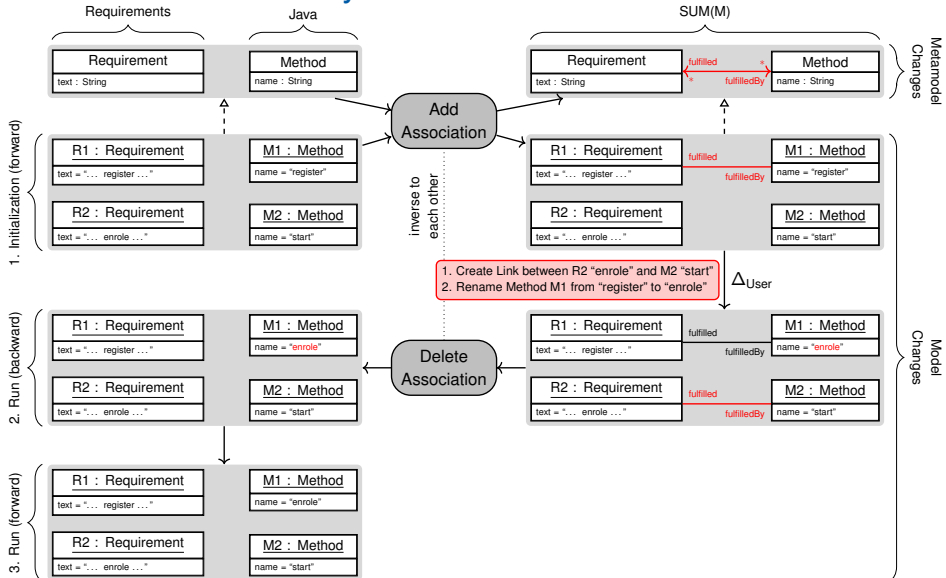 Requirements
Java
SUM(M)
Requirement
text : String
Method
name : String
Requirement
text : String
fulfilled
*
*
fulfilledBy
Method
name : String
Metamodel
Changes
Add
Association
1. Initialization (forward)
R1 : Requirement
text = “... register ...”
M1 : Method
name = “register”
R2 : Requirement
text = “... enrole ...”
M2 : Method
name = “start”
inverse to
each other
R1 : Requirement
text = “... register ...”
fulfilled
fulfilledBy
M1 : Method
name = “register”
R2 : Requirement
text = “... enrole ...”
M2 : Method
name = “start”
1. Create Link between R2 “enrole” and M2 “start”
2. Rename Method M1 from “register” to “enrole”
ΔUser
Model
Changes
2. Run (backward)
R1 : Requirement
text = “... register ...”
M1 : Method
name = “enrole”
R2 : Requirement
text = “... enrole ...”
M2 : Method
name = “start”
Delete
Association
R1 : Requirement
text = “... register ...”
fulfilled
fulfilledBy
M1 : Method
name = “enrole”
R2 : Requirement
text = “... enrole ...”
fulfilled
fulfilledBy
M2 : Method
name = “start”
3. Run (forward)
R1 : Requirement
text = “... register ...”
M1 : Method
name = “enrole”
R2 : Requirement
text = “... enrole ...”
M2 : Method
name = “start”